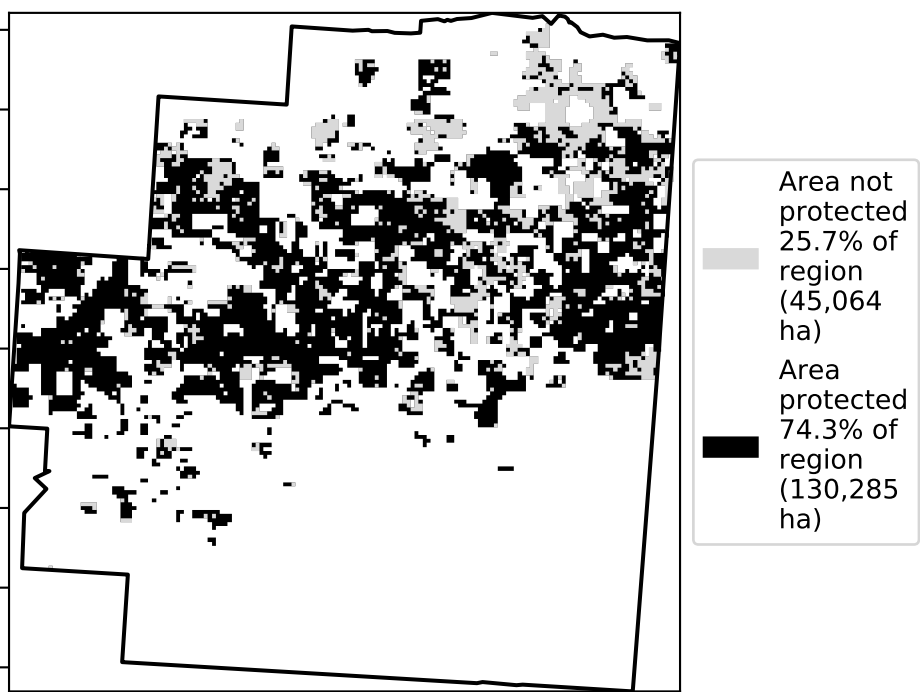 Area not
protected
25.7% of
region
(45,064
ha)
Area
protected
74.3% of
region
(130,285
ha)